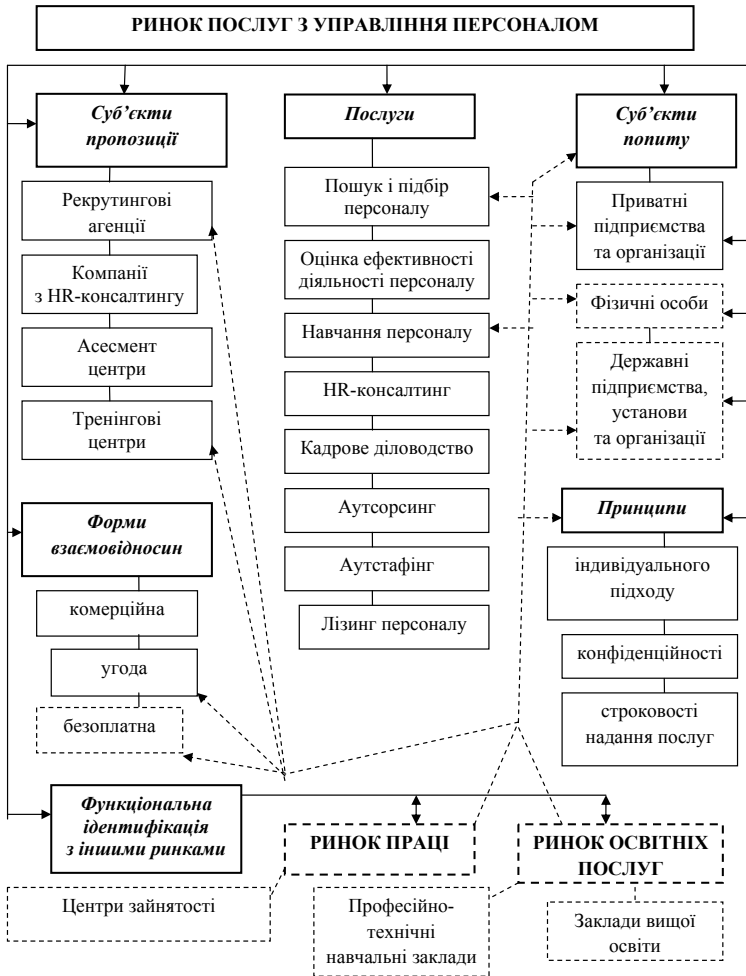 РИНОК ПОСЛУГ З УПРАВЛІННЯ ПЕРСОНАЛОМ
Суб’єкти
пропозиції
Рекрутингові
агенції
Компанії
з HR-консалтингу
Асесмент
центри
Тренінгові
центри
Форми
взаємовідносин
комерційна
угода
безоплатна
Послуги
Пошук і підбір
персоналу
Оцінка ефективності
діяльності персоналу
Навчання персоналу
HR-консалтинг
Кадрове діловодство
Аутсорсинг
Аутстафінг
Лізинг персоналу
Суб’єкти
попиту
Приватні
підприємства
та організації
Фізичні особи
Державні
підприємства,
установи
та організації
Принципи
індивідуального
підходу
конфіденційності
строковості
надання послуг
Функціональна
ідентифікація
з іншими ринками
РИНОК ПРАЦІ
РИНОК ОСВІТНІХ
ПОСЛУГ
Центри зайнятості
Професійно-
технічні
навчальні заклади
Заклади вищої
освіти